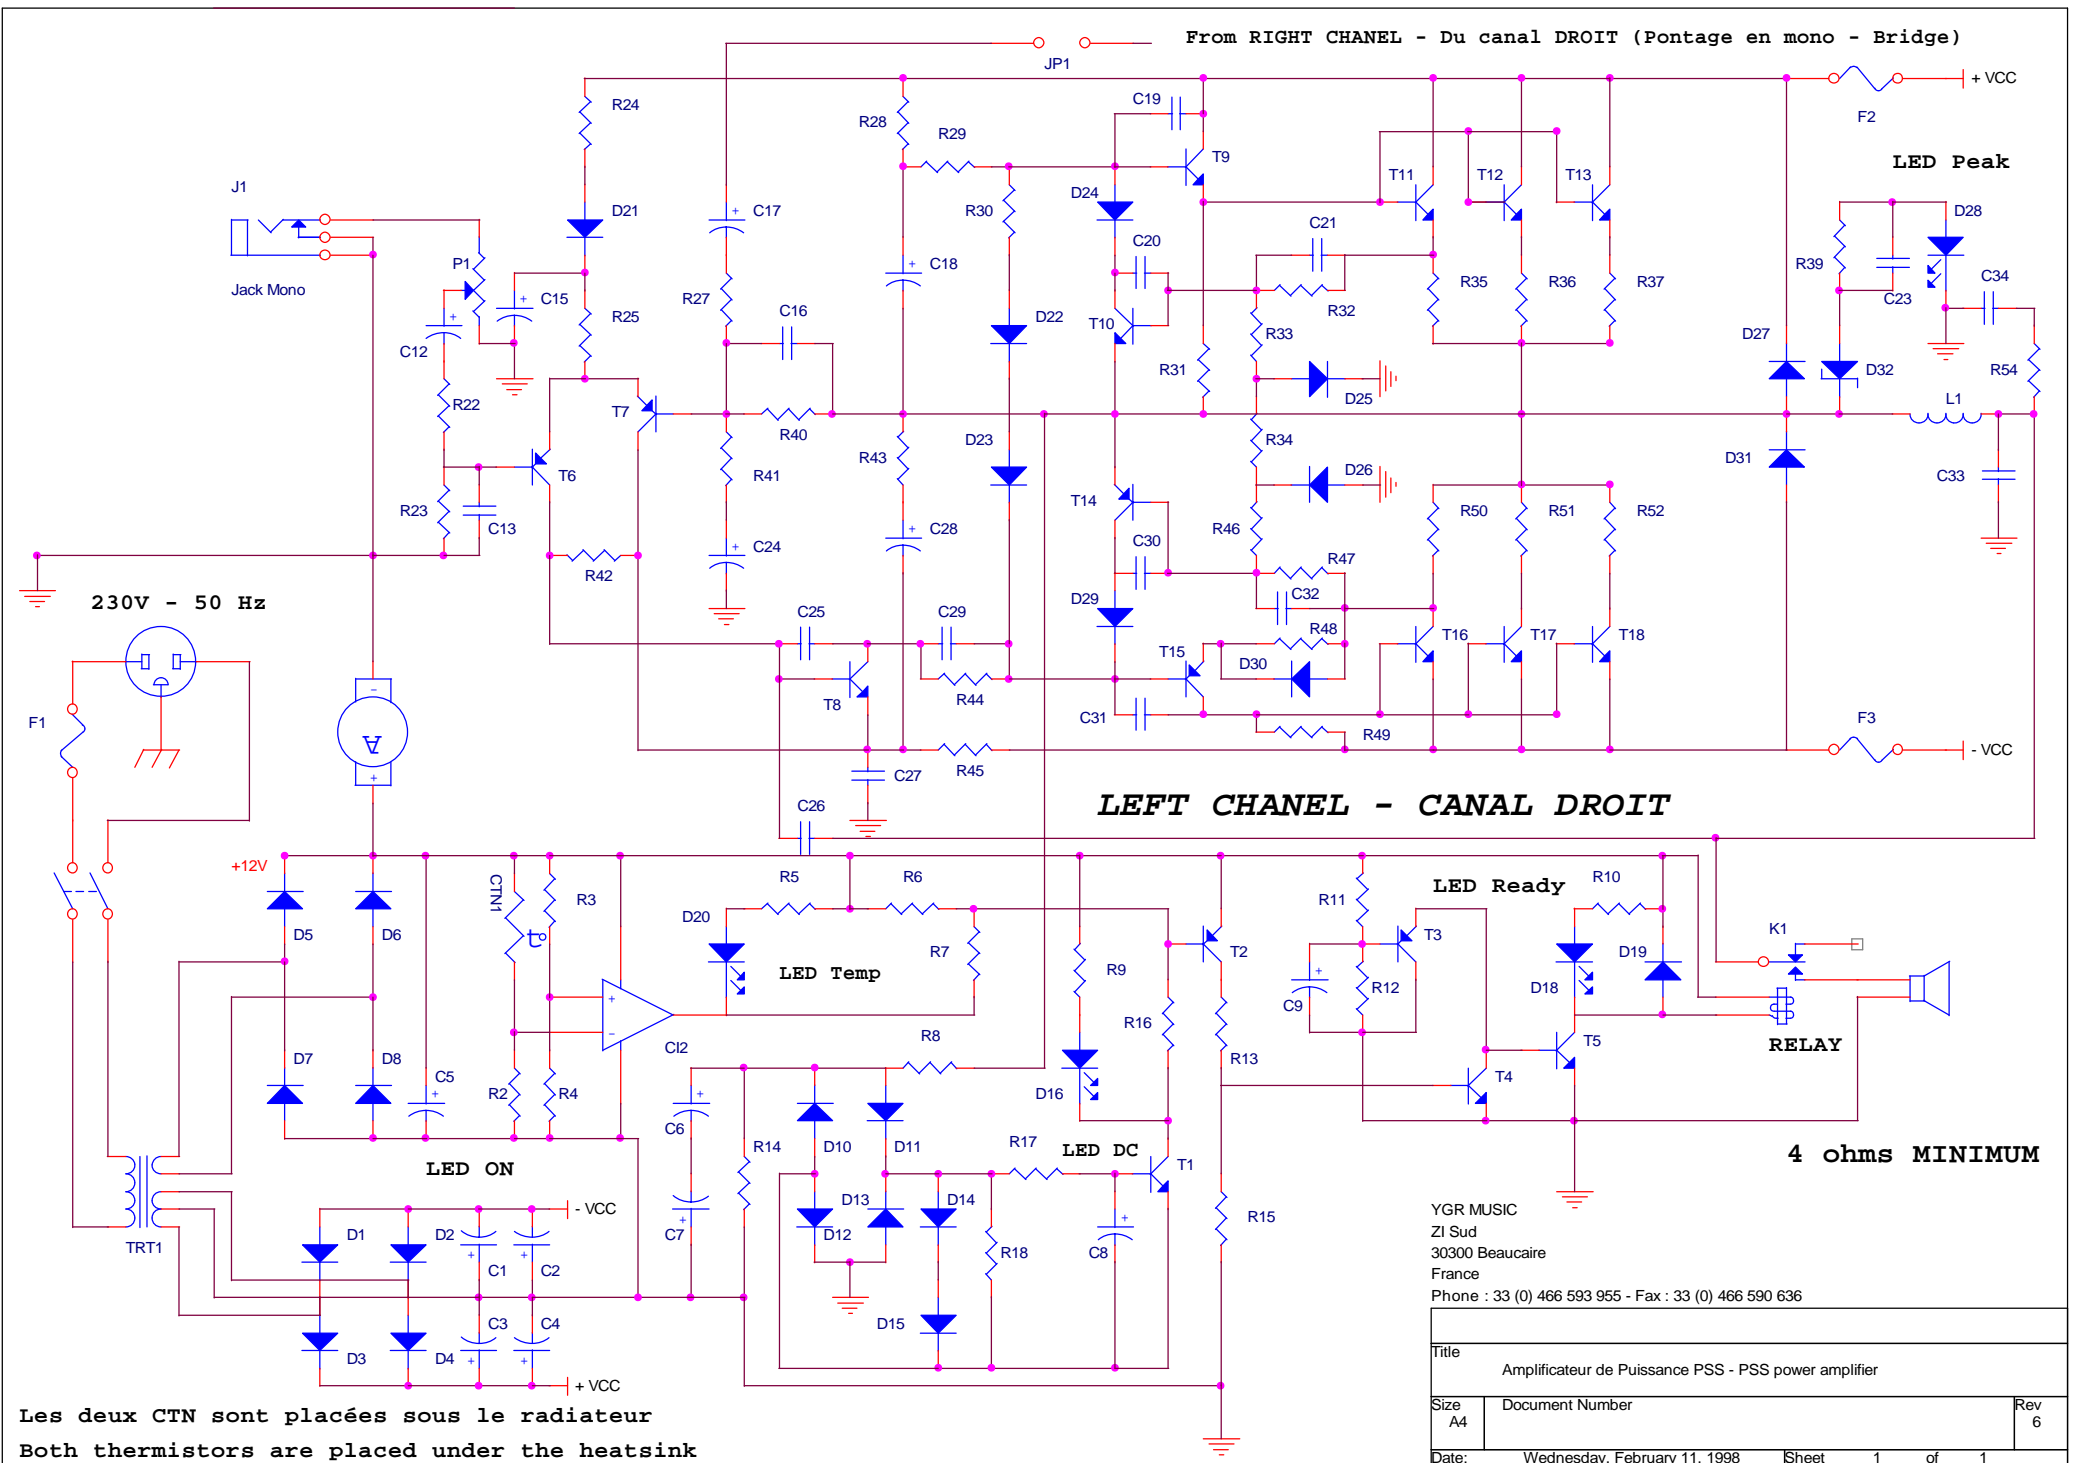 From RIGHT CHANEL - Du canal DROIT (Pontage en mono - Bridge)
JP1
+ VCC
F2
R24
R28
R29
C19
T9
T11
T12
T13
LED Peak
J1
Jack Mono
D21
C17
R30
D24
C21
D28
P1
C15
C18
C20
R35
R36
R37
R39
C23
C34
R25
R27
C16
D22
T10
R33
R32
C12
R31
D27
D32
R54
D25
R22
T7
R40
L1
T6
R41
R43
D23
R34
D26
D31
C33
R23
C13
T14
R46
R50
R51
R52
C24
C28
C30
R47
R42
230V - 50 Hz
C25
C29
D29
C32
R48
T16
T17
T18
T15
D30
F1
T8
R44
C31
A
-
+
R49
F3
- VCC
C27
R45
C26
LEFT CHANEL - CANAL DROIT
+12V
CTN1
t°
R3
R5
R6
D20
LED Temp
R7
R9
T2
R11
LED Ready
R10
T3
K1
D5
D6
R12
C9
D18
D19
R16
+
-
CI2
R8
R13
T5
T4
RELAY
D7
D8
C5
R2
R4
D16
C6
R14
D10
D11
R17
LED DC
T1
4 ohms MINIMUM
LED ON
D13
D14
D12
C7
R18
C8
R15
- VCC
TRT1
D1
D2
C1
C2
D3
D4
C3
C4
D15
+ VCC
YGR MUSIC
ZI Sud
30300 Beaucaire
France
Phone : 33 (0) 466 593 955 - Fax : 33 (0) 466 590 636
Title
Amplificateur de Puissance PSS - PSS power amplifier
Size
A4
Document Number
Rev
6
Date:
Wednesday, February 11, 1998
Sheet
1
of
1
Les deux CTN sont placées sous le radiateur
Both thermistors are placed under the heatsink